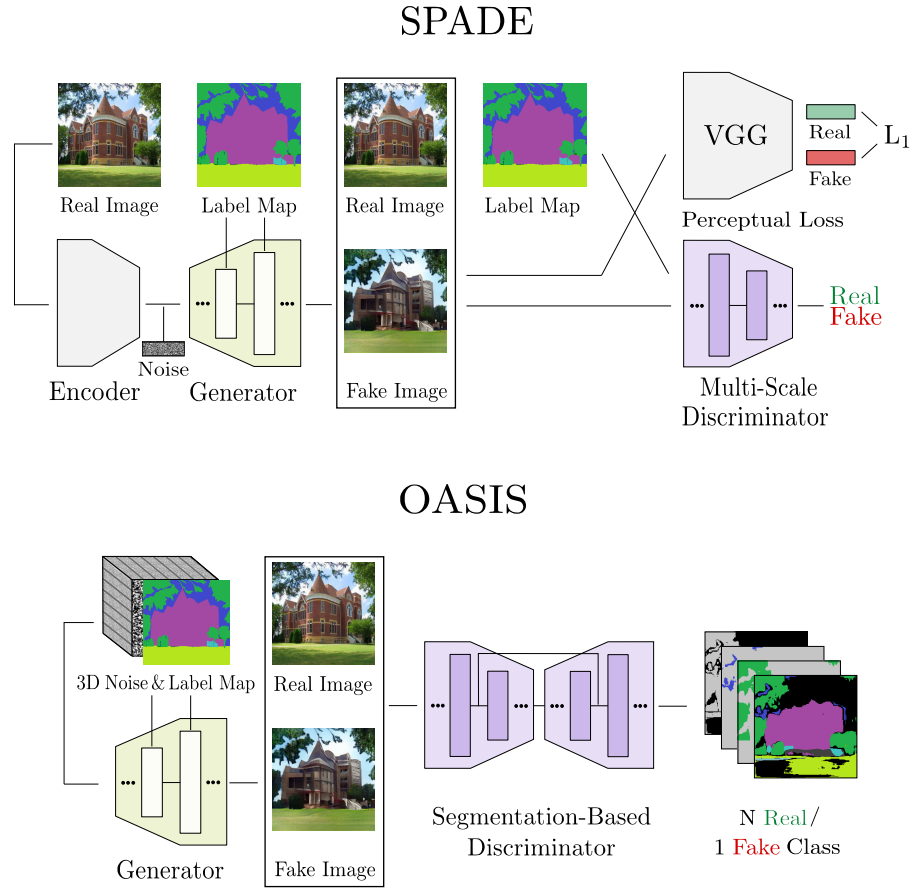 SPADE
Real Image
Label Map
Real Image
Label Map
VGG
Real
Fake
L1
Perceptual Loss
Noise
Encoder
Generator
Fake Image
Real
Fake
Multi-Scale
Discriminator
OASIS
3D Noise & Label Map
Real Image
Generator
Fake Image
Segmentation-Based
Discriminator
N Real/
1 Fake Class